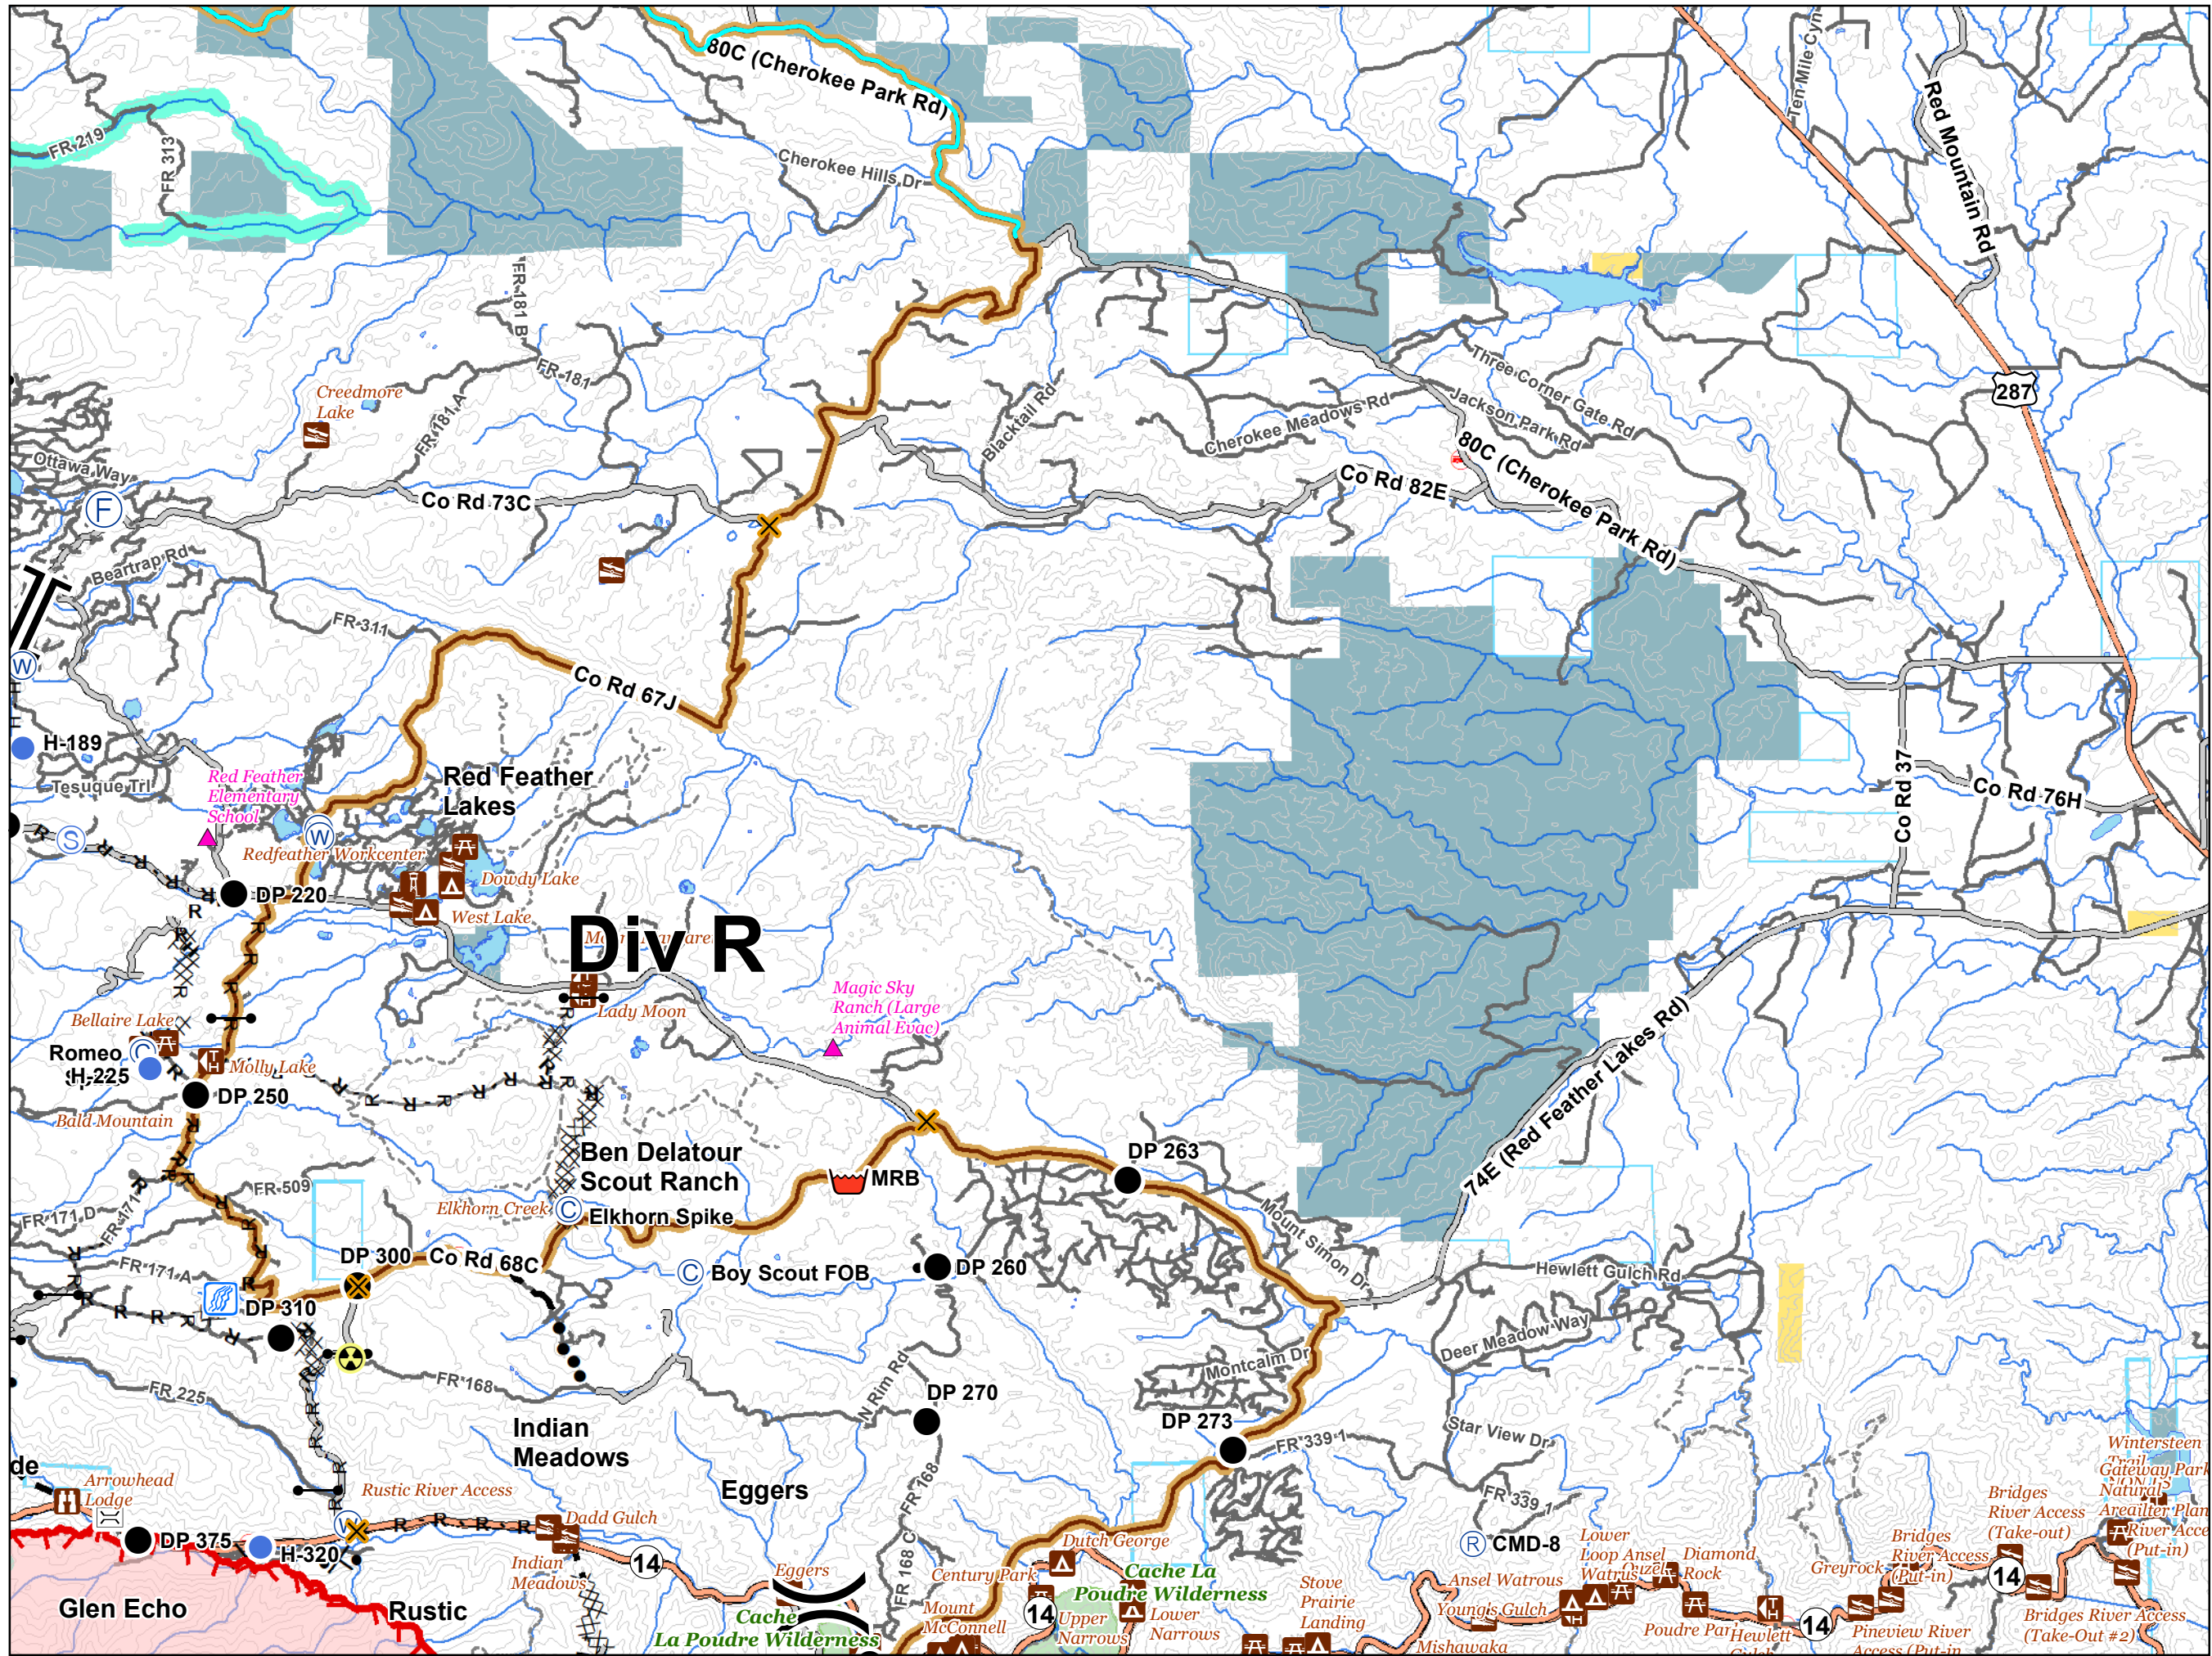 80C (Cherokee Park Rd)
Ten Mile Cyn
Red Mountain Rd
FR 219
FR 313
Cherokee Hills Dr
FR 181 B
FR 181
FR 181 A
Creedmore
Lake
Three Corner Gate Rd
287
Blacktail Rd
Cherokee Meadows Rd
Jackson Park Rd
80C (Cherokee Park Rd)
Ottawa Way
F
Co Rd 73C
Co Rd 82E
Beartrap Rd
FR 311
W
Co Rd 67J
H-189
Tesuque Trl
Red Feather
Elementary
School
Red Feather
Lakes
Co Rd 37
Co Rd 76H
S
W
Redfeather Workcenter
Dowdy Lake
DP 220
West Lake
Div R
Magic Sky
Ranch (Large
Animal Evac)
Lady Moon
Bellaire Lake
Romeo
C
H-225
Molly Lake
DP 250
Bald Mountain
74E (Red Feather Lakes Rd)
Ben Delatour
Scout Ranch
DP 263
MRB
FR 509
FR 171 D
FR 171
Elkhorn Creek
C
Elkhorn Spike
Mount Simon Dr
FR 171 A
DP 300
Co Rd 68C
C
Boy Scout FOB
DP 260
Hewlett Gulch Rd
DP 310
Deer Meadow Way
Montcalm Dr
FR 225
FR 168
N Rim Rd
DP 270
DP 273
Indian
Meadows
FR 339 1
Star View Dr
de
Arrowhead
Lodge
Rustic River Access
Eggers
FR 168
FR 339 1
Wintersteen
Trail
Gateway Park
Natural
Bridges
River Access
(Take-out)
DP 375
H-320
Dadd Gulch
14
Indian
Meadows
Eggers
FR 168 C
Dutch George
Century Park
Cache La
Poudre Wilderness
R
CMD-8
Lower
Loop Ansel
Watrus
Diamond
Rock
Greyrock
Bridges
River Access
(Put-in)
14
(Put-in)
Glen Echo
Rustic
Cache
La Poudre Wilderness
Mount
McConnell
14
Upper
Narrows
Lower
Narrows
Stove
Prairie
Landing
Ansel Watrous
Young's Gulch
Mishawaka
Hewlett
Gulch
14
Pineview River
Access (Put-in
Bridges River Access
(Take-Out #2)